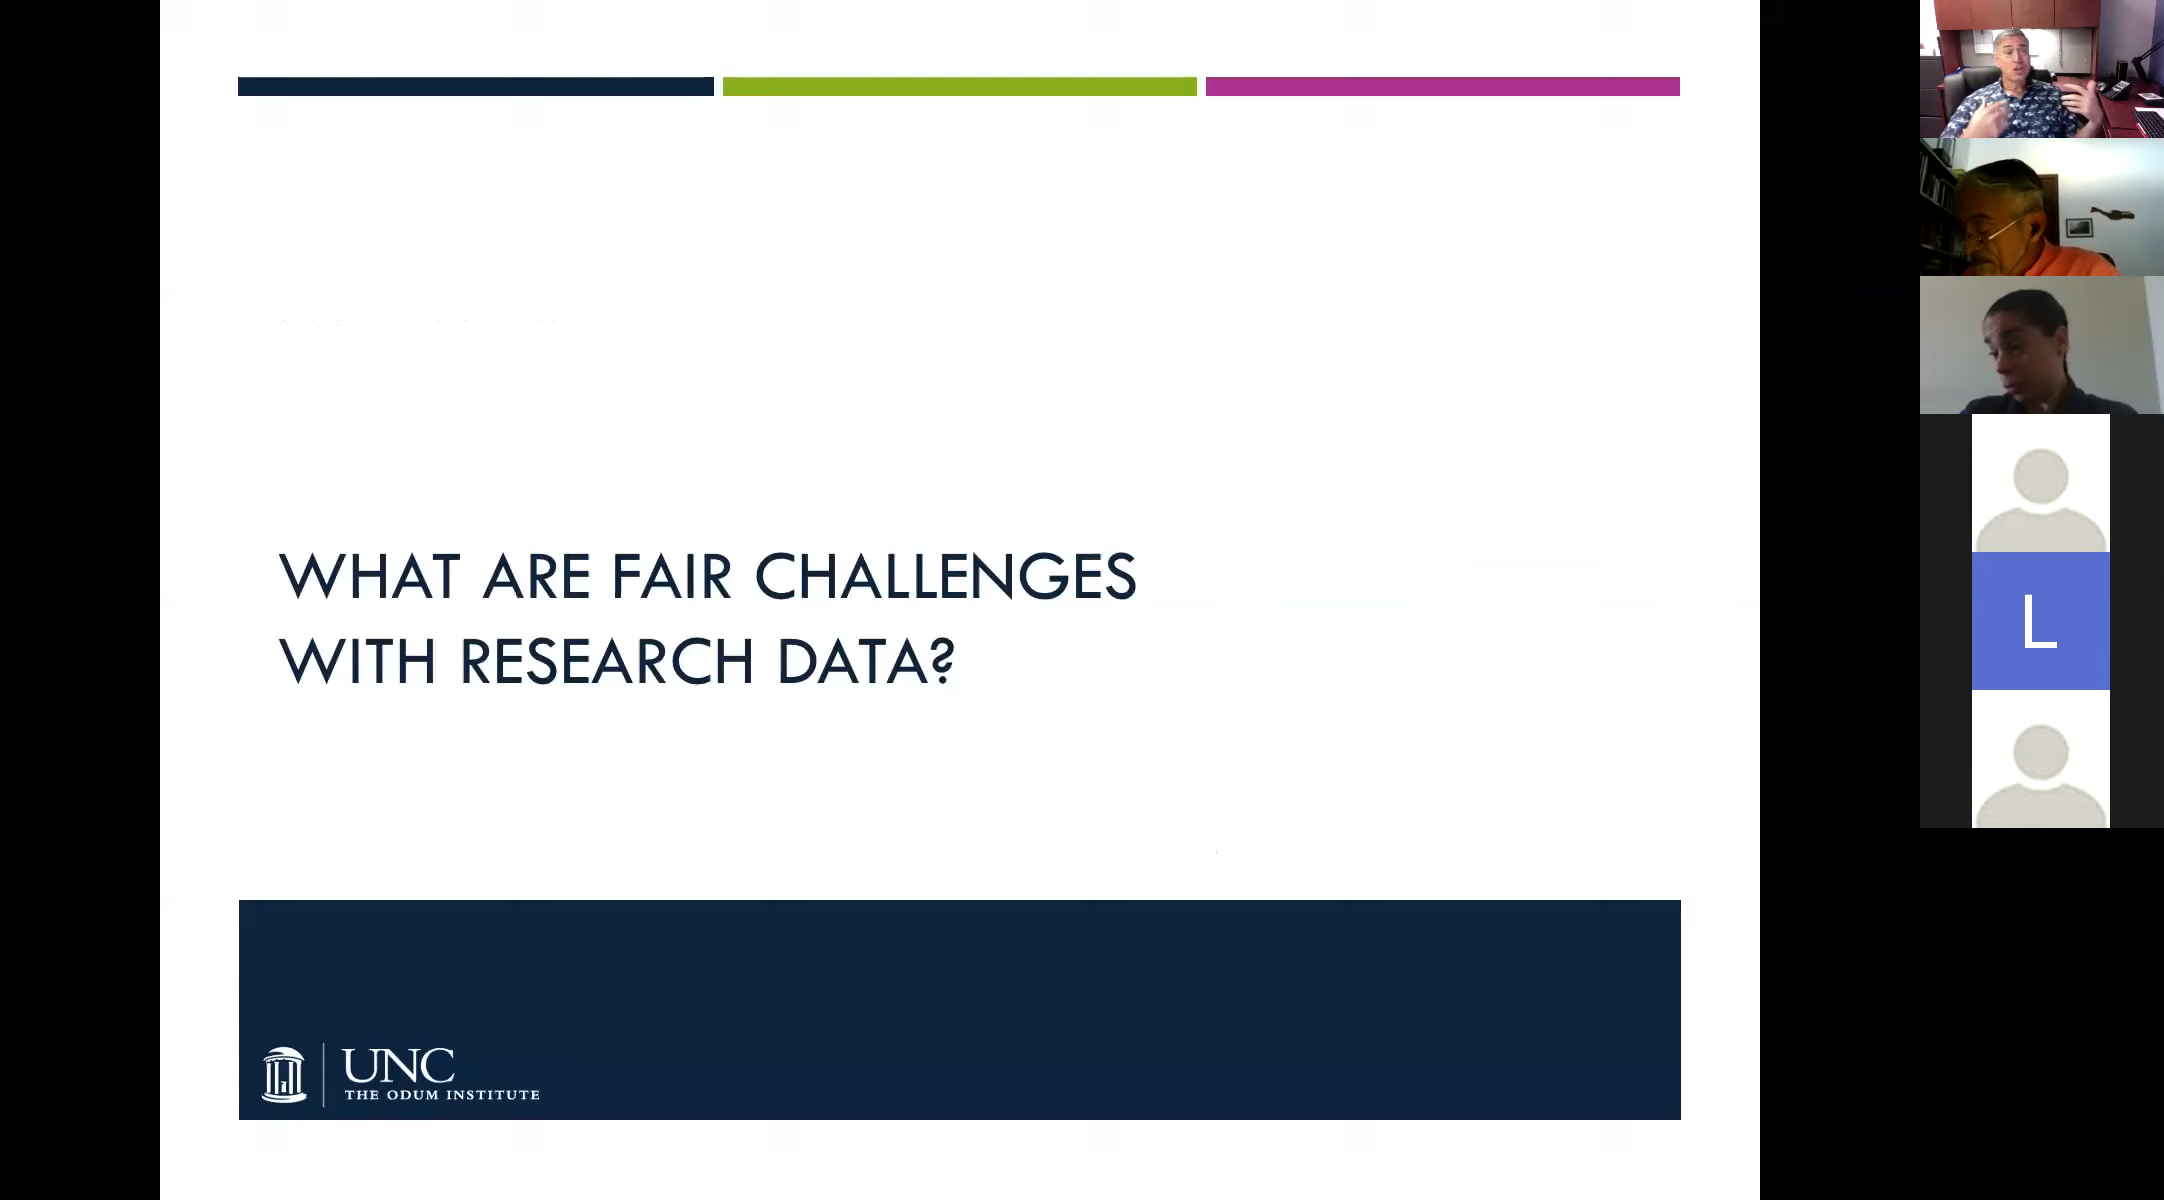 WHAT ARE FAIR CHALLENGES
WITH RESEARCH DATA?
UNC
THE ODUM INSTITUTE
L